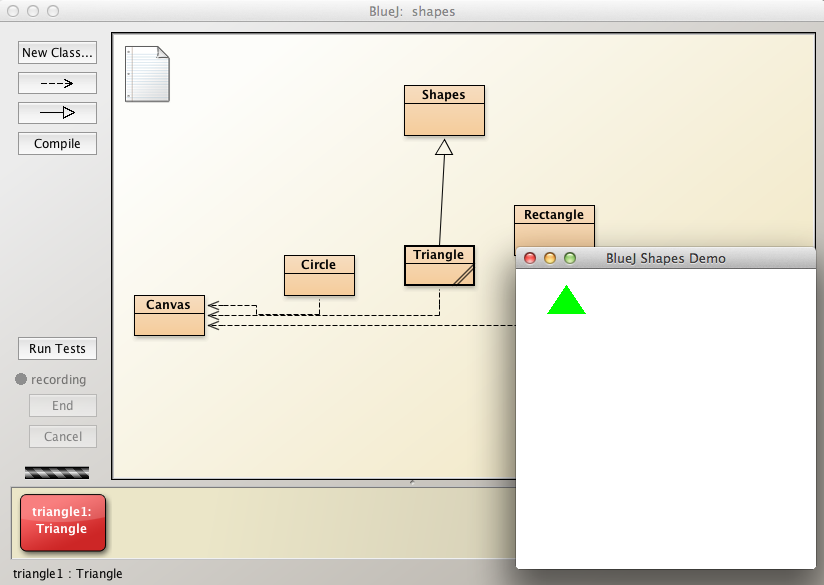 BlueJ: shapes
New Class...
Compile
Shapes
Rectangle
Triangle
Circle
Canvas
BlueJ Shapes Demo
Run Tests
recording
End
Cancel
triangle1:
Triangle
triangle1 : Triangle